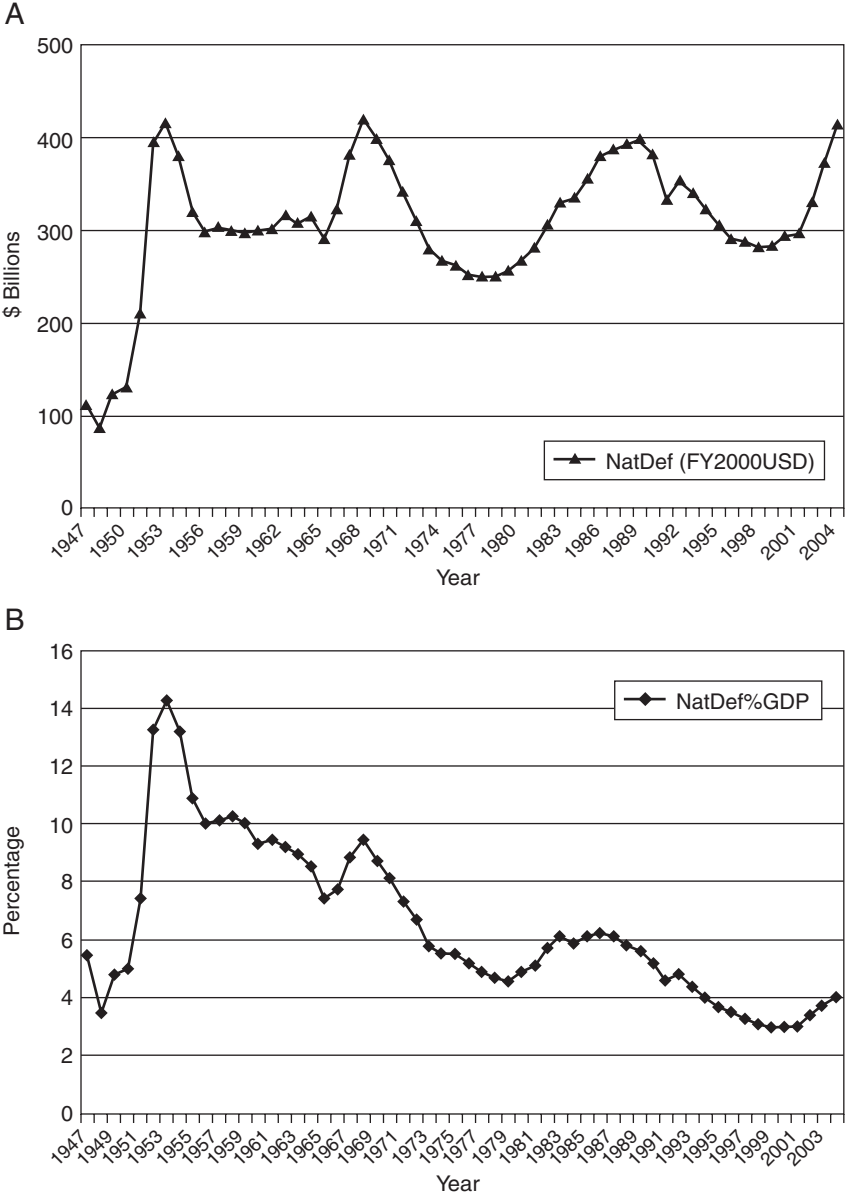 A
500
400
300
200
100
0
$ Billions
NatDef (FY2000USD)
1947 1950 1953 1956 1959 1962 1965 1968 1971 1974 1977 1980 1983 1986 1989 1992 1995 1998 2001 2004
Year
B
16
14
12
10
8
6
4
2
0
Percentage
NatDef%GDP
1947 1949 1951 1953 1955 1957 1959 1961 1963 1965 1967 1969 1971 1973 1975 1977 1979 1981 1983 1985 1987 1989 1991 1993 1995 1997 1999 2001 2003
Year